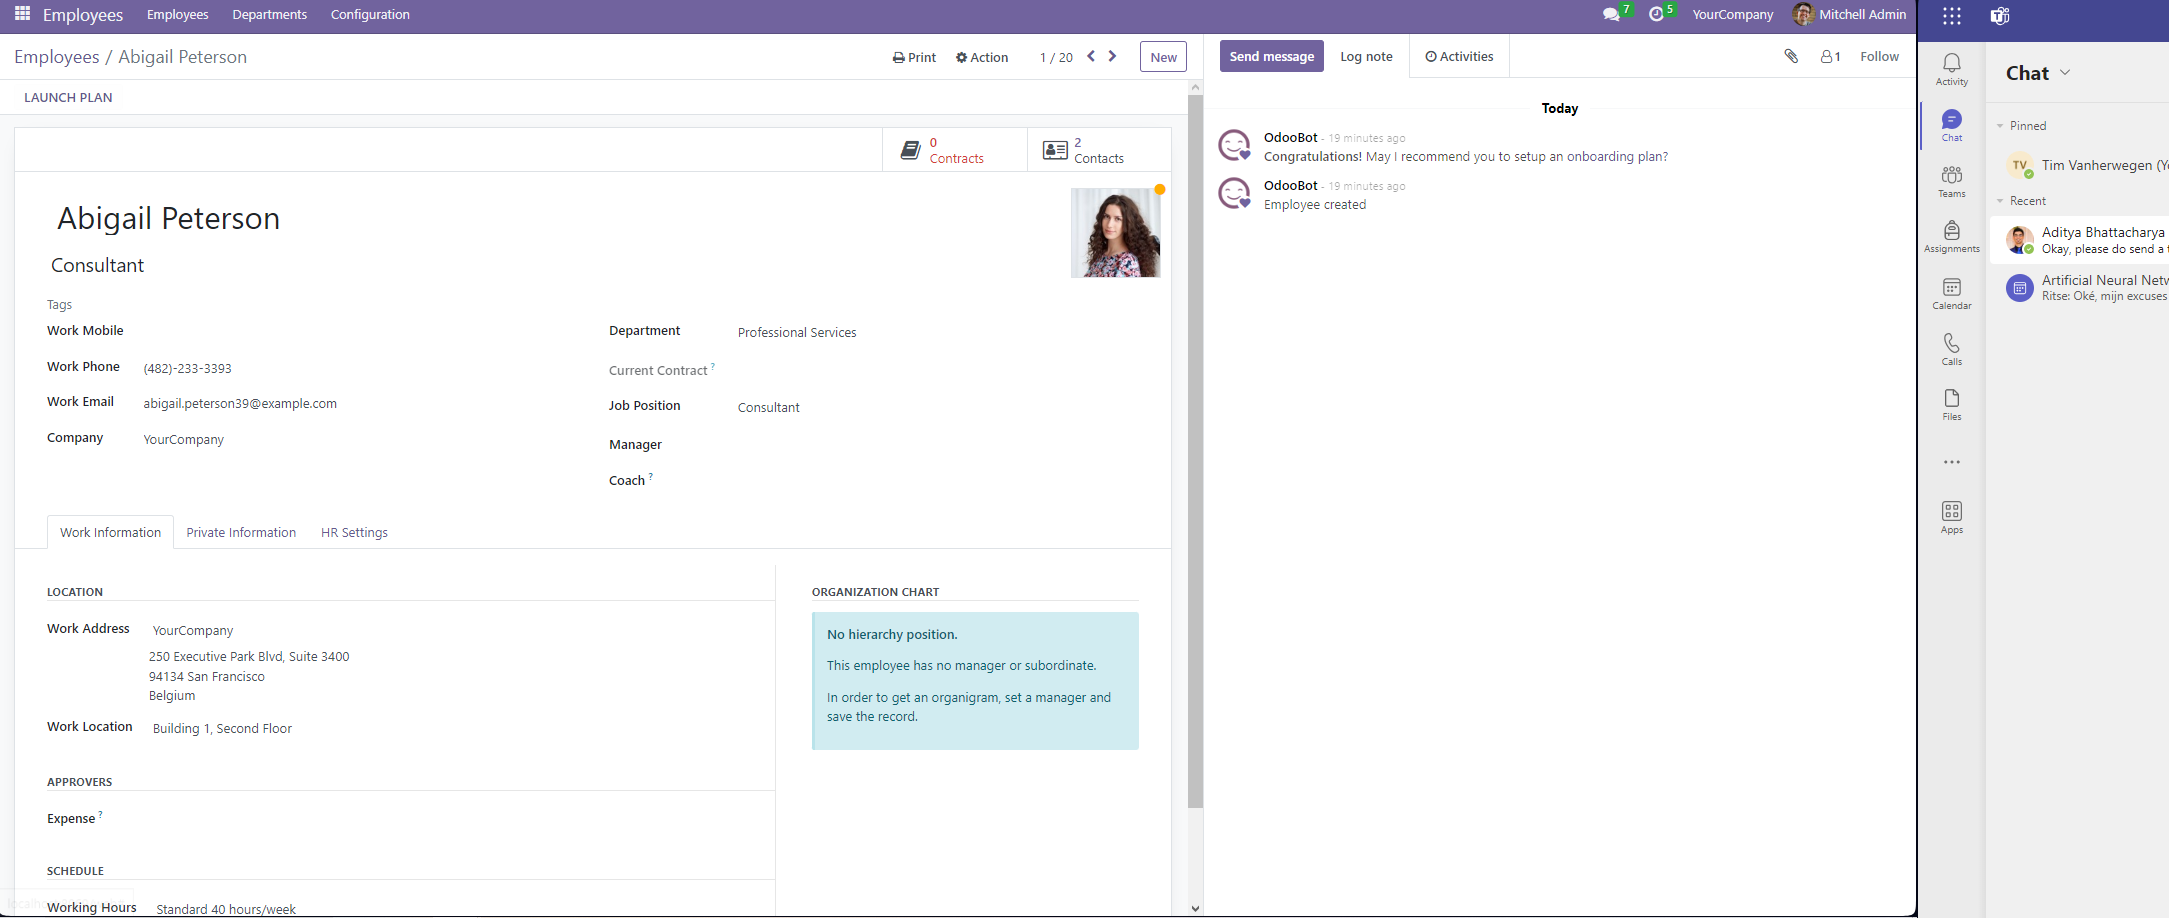 Employees
Employees
Departments
Configuration
7
5
YourCompany
Mitchell Admin
Employees / Abigail Peterson
Print
Action
1 / 20
New
LAUNCH PLAN
0
Contracts
2
Contacts
Abigail Peterson
Consultant
Tags
Work Mobile
Work Phone (482)-233-3393
Work Email abigail.peterson39@example.com
Company YourCompany
Department Professional Services
Current Contract ?
Job Position Consultant
Manager
Coach ?
Work Information
Private Information
HR Settings
LOCATION
Work Address YourCompany
250 Executive Park Blvd, Suite 3400
94134 San Francisco
Belgium
Work Location Building 1, Second Floor
APPROVERS
Expense ?
SCHEDULE
Working Hours Standard 40 hours/week
ORGANIZATION CHART
No hierarchy position.
This employee has no manager or subordinate.
In order to get an organigram, set a manager and
save the record.
Send message
Log note
Activities
1
Follow
Today
OdooBot - 19 minutes ago
Congratulations! May I recommend you to setup an onboarding plan?
OdooBot - 19 minutes ago
Employee created
Activity
Chat
Teams
Assignments
Calendar
Calls
Files
...
Apps
Chat
Pinned
TV
Tim Vanherwegen (Y
Recent
Aditya Bhattacharya
Okay, please do send a
Artificial Neural Netw
Ritse: Oké, mijn excuses